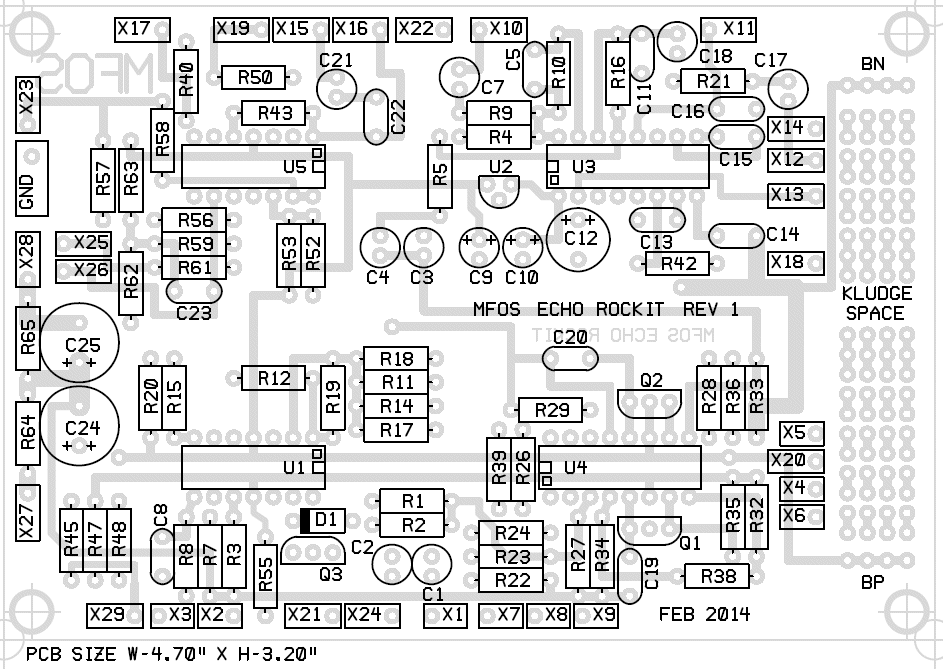 X17 X19 X15 X16 X22 X10 X11
C21 C5 R10 R16 C18 C17 BN
MFOS R40 R50 C7 C11 R21
X23 R43 C22 R9 C16
R58 R4 X14
GND R57 R63 U5 R5 U2 U3 C15 X12
X13
R56
X28 X25 R59 R53 R52 C12 C13 C14
X26 R62 R61 C4 C3 C9 C10 R42 X18
C23 KLUDGE
R65 MFOS ECHO ROCKIT REV 1 SPACE
C25 MFOS ECHO ROCKIT
C20
R18
R20 R15 R12 R19 R11 Q2 R28 R36 R33
R64 C24 R14 R29
R17 X5
U1 R39 R26 U4 X20
X27 R1 X4
C8 D1 R2 R35 R32 X6
R45 R47 R48 R24 Q1
R8 R7 R3 R55 Q3 C2 R23 R27 R34 C19
C1 R22 R38 BP
X29 X3 X2 X21 X24 X1 X7 X8 X9 FEB 2014
PCB SIZE W-4.70" X H-3.20"